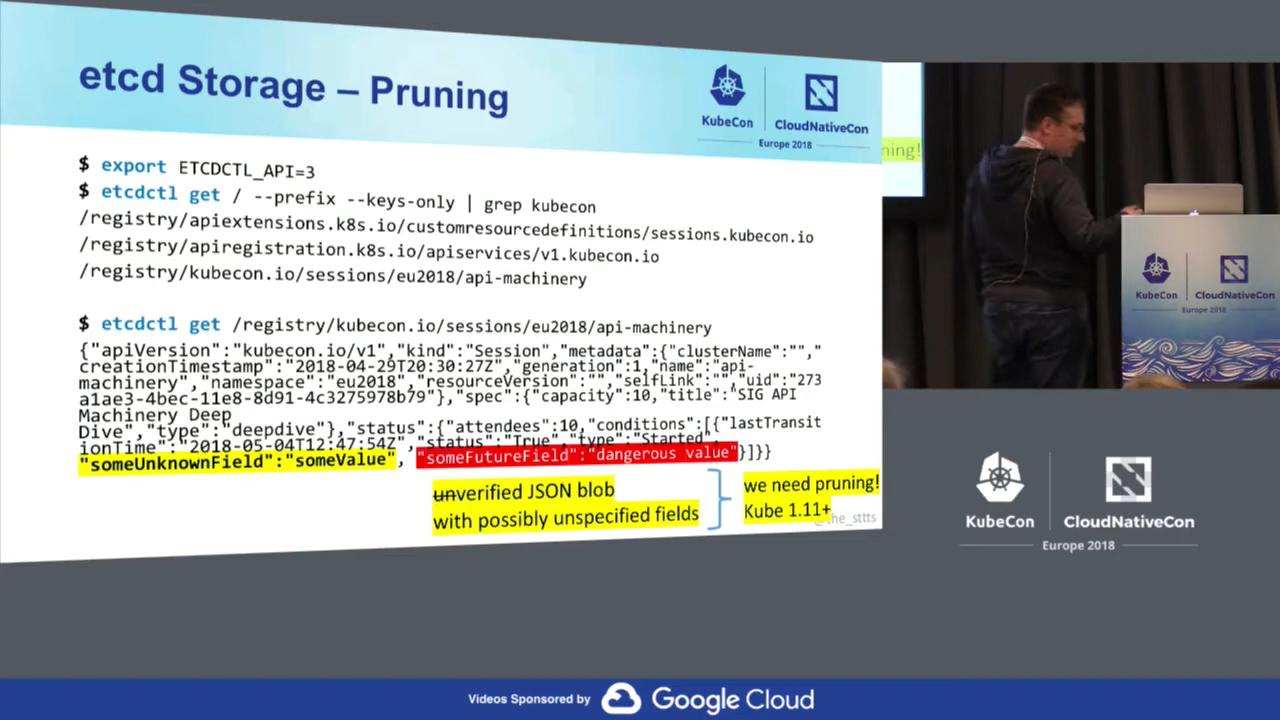 etcd Storage – Pruning
KubeCon
CloudNativeCon
Europe 2018
$ export ETCDCTL_API=3
$ etcdctl get / --prefix --keys-only | grep kubecon
/registry/apiextensions.k8s.io/customresourcedefinitions/sessions.kubecon.io
/registry/apiregistration.k8s.io/apiservices/v1.kubecon.io
/registry/kubecon.io/sessions/eu2018/api-machinery
$ etcdctl get /registry/kubecon.io/sessions/eu2018/api-machinery
{"apiVersion":"kubecon.io/v1","kind":"Session","metadata":{"clusterName":"","
creationTimestamp":"2018-04-29T20:30:27Z","generation":1,"name":"api-
machinery","namespace":"eu2018","resourceVersion":"","selfLink":"","uid":"273
a1ae3-4bec-11e8-8d91-4c3275978b79"},"spec":{"capacity":10,"title":"SIG API
Machinery Deep
Dive","type":"deepdive"},"status":{"attendees":10,"conditions":[{"lastTransit
ionTime":"2018-05-04T12:47:54Z","status":"True","type":"Started",
"someUnknownField":"someValue", "someFutureField":"dangerous value"}]}}
unverified JSON blob
with possibly unspecified fields
we need pruning!
Kube 1.11+
@the_sttts
ning!
KubeCon
CloudNativeCon
Europe 2018
KubeCon
CloudNativeCon
Europe 2018
Videos Sponsored by Google Cloud